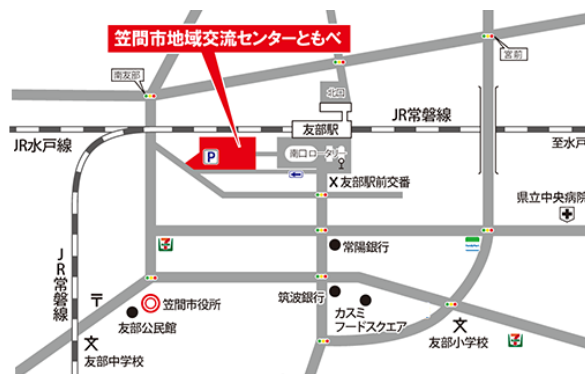 笠間市地域交流センターともべ
宮前
南友部
北口
友部駅
JR常磐線
JR水戸線
至水戸
P
南口ロータリー
友部駅前交番
県立中央病院
常陽銀行
JR常磐線
笠間市役所
筑波銀行
カスミ
フードスクエア
友部公民館
友部小学校
友部中学校